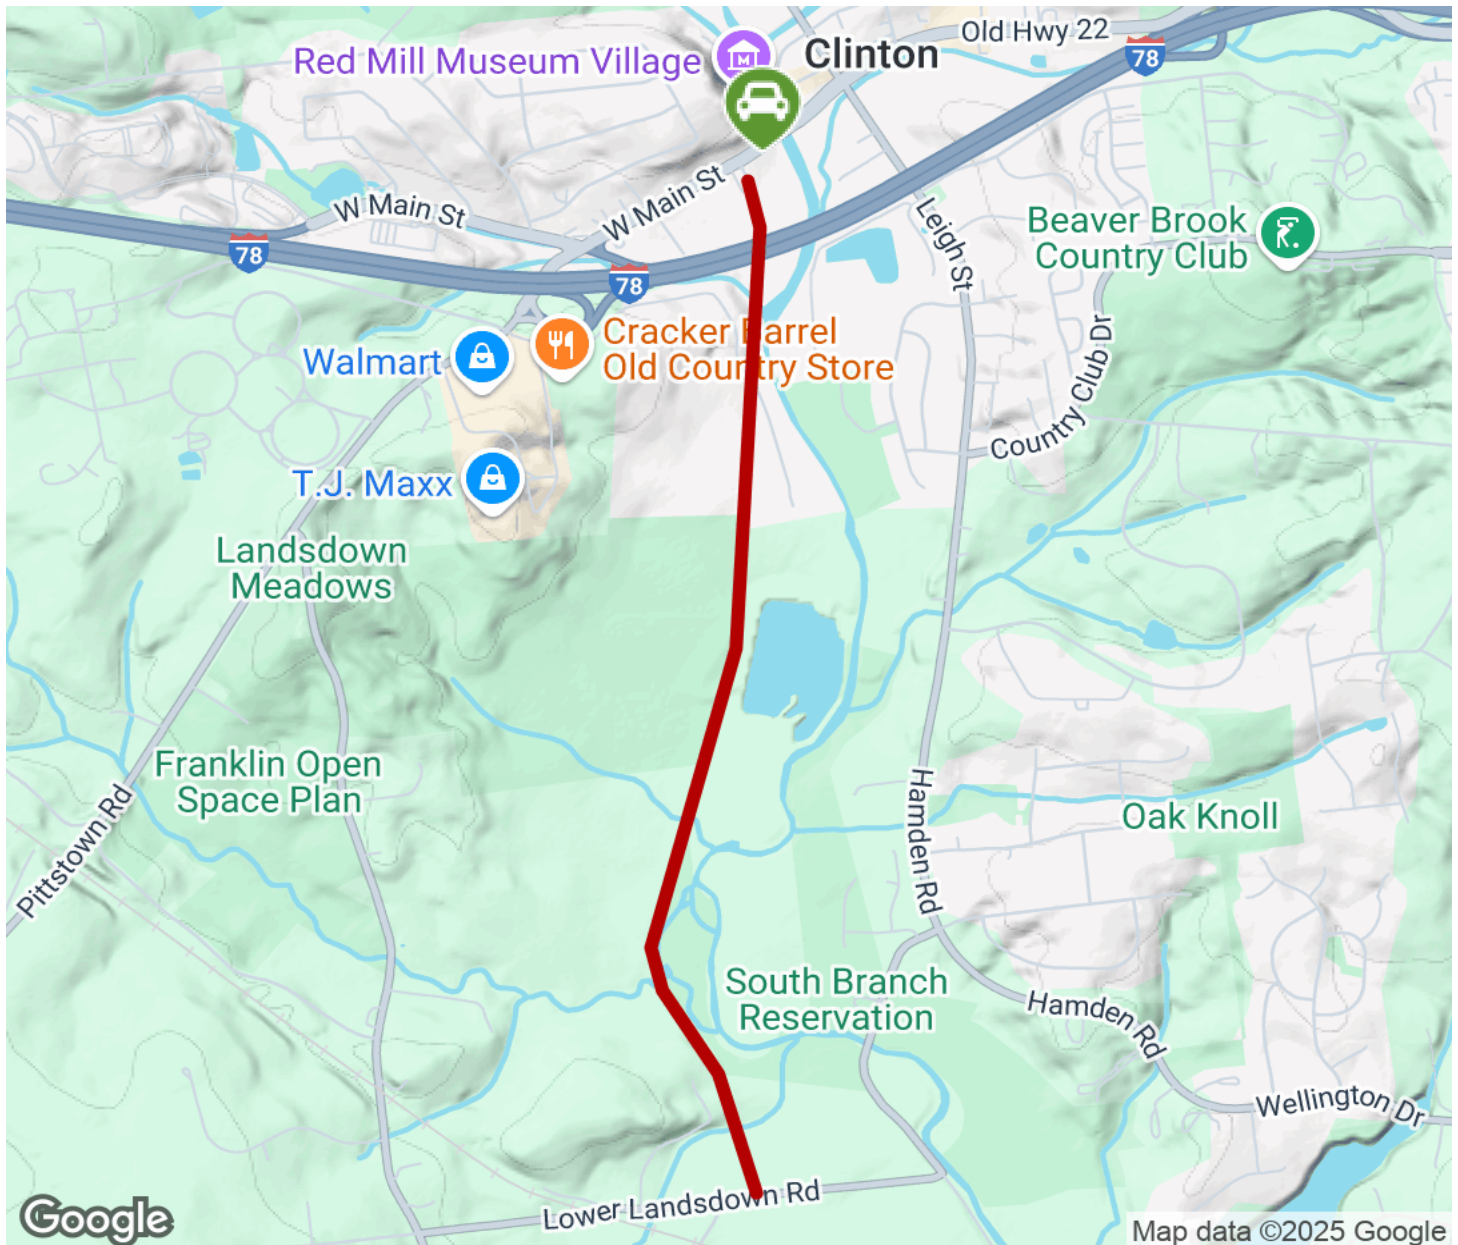 Old Hwy 22
Clinton
Red Mill Museum Village
M
78
W Main St
W Main St
Leigh St
Beaver Brook
Country Club
78
78
Cracker Barrel
Old Country Store
Walmart
Country Club Dr
T.J. Maxx
Landsdown
Meadows
Franklin Open
Space Plan
Pittstown Rd
Hamden Rd
Oak Knoll
South Branch
Reservation
Hamden Rd
Wellington Dr
Lower Landsdown Rd
Google
Map data ©2025 Google